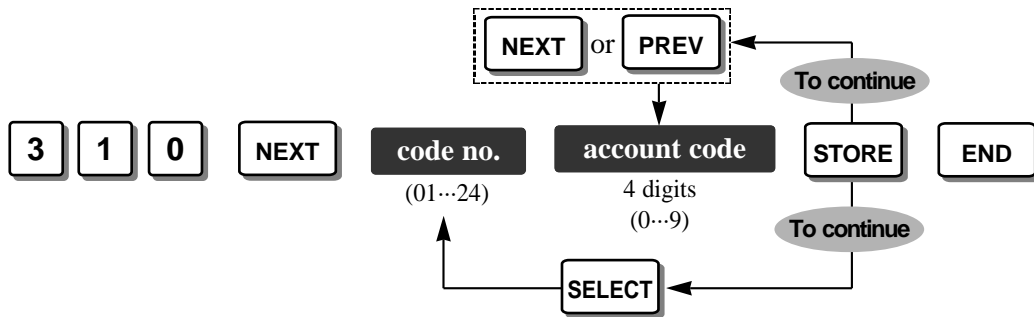 NEXT or PREV
To continue
3 1 0 NEXT code no. account code STORE END
(01···24) 4 digits
(0···9)
To continue
SELECT